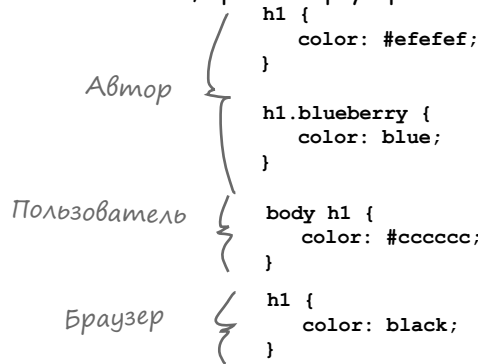 h1 {
color: #efefef;
}
Автор
h1.blueberry {
color: blue;
}
Пользователь
body h1 {
color: #cccccc;
}
Браузер
h1 {
color: black;
}